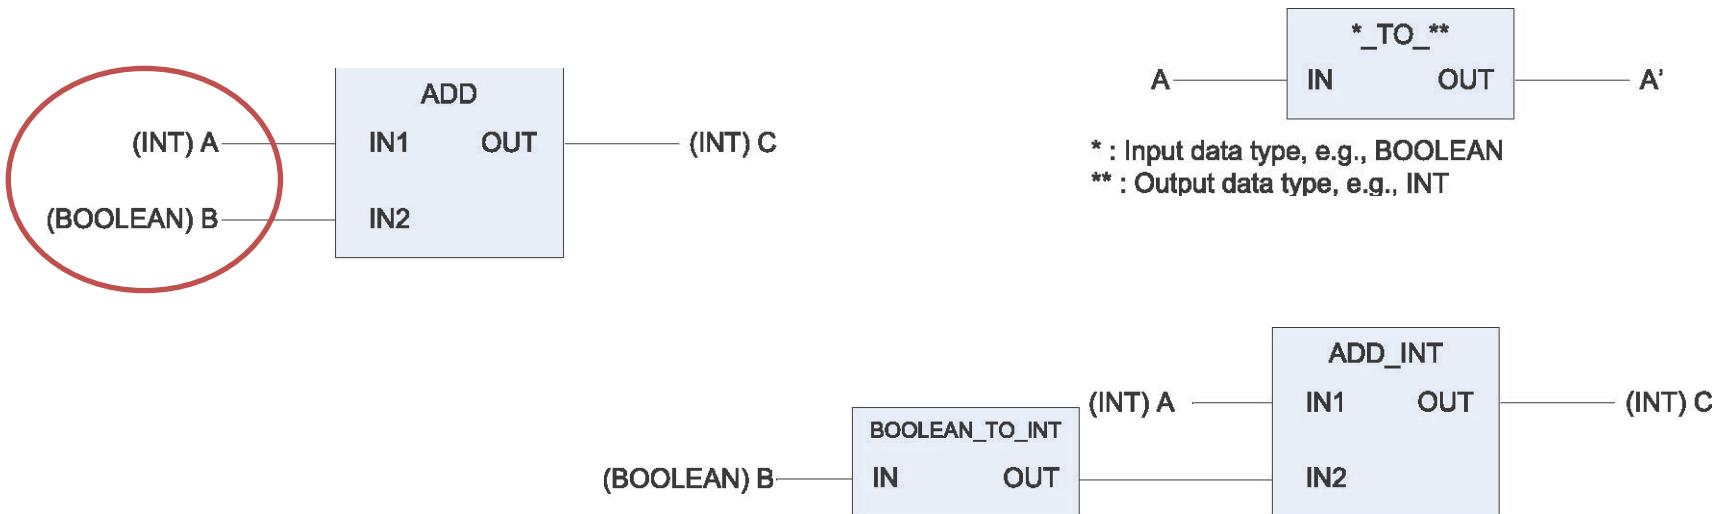 ADD
(INT) A IN1 OUT (INT) C
(BOOLEAN) B IN2
*_TO_**
A IN OUT A'
* : Input data type, e.g., BOOLEAN
** : Output data type, e.g., INT
ADD_INT
(INT) A IN1 OUT (INT) C
BOOLEAN_TO_INT
(BOOLEAN) B IN OUT IN2